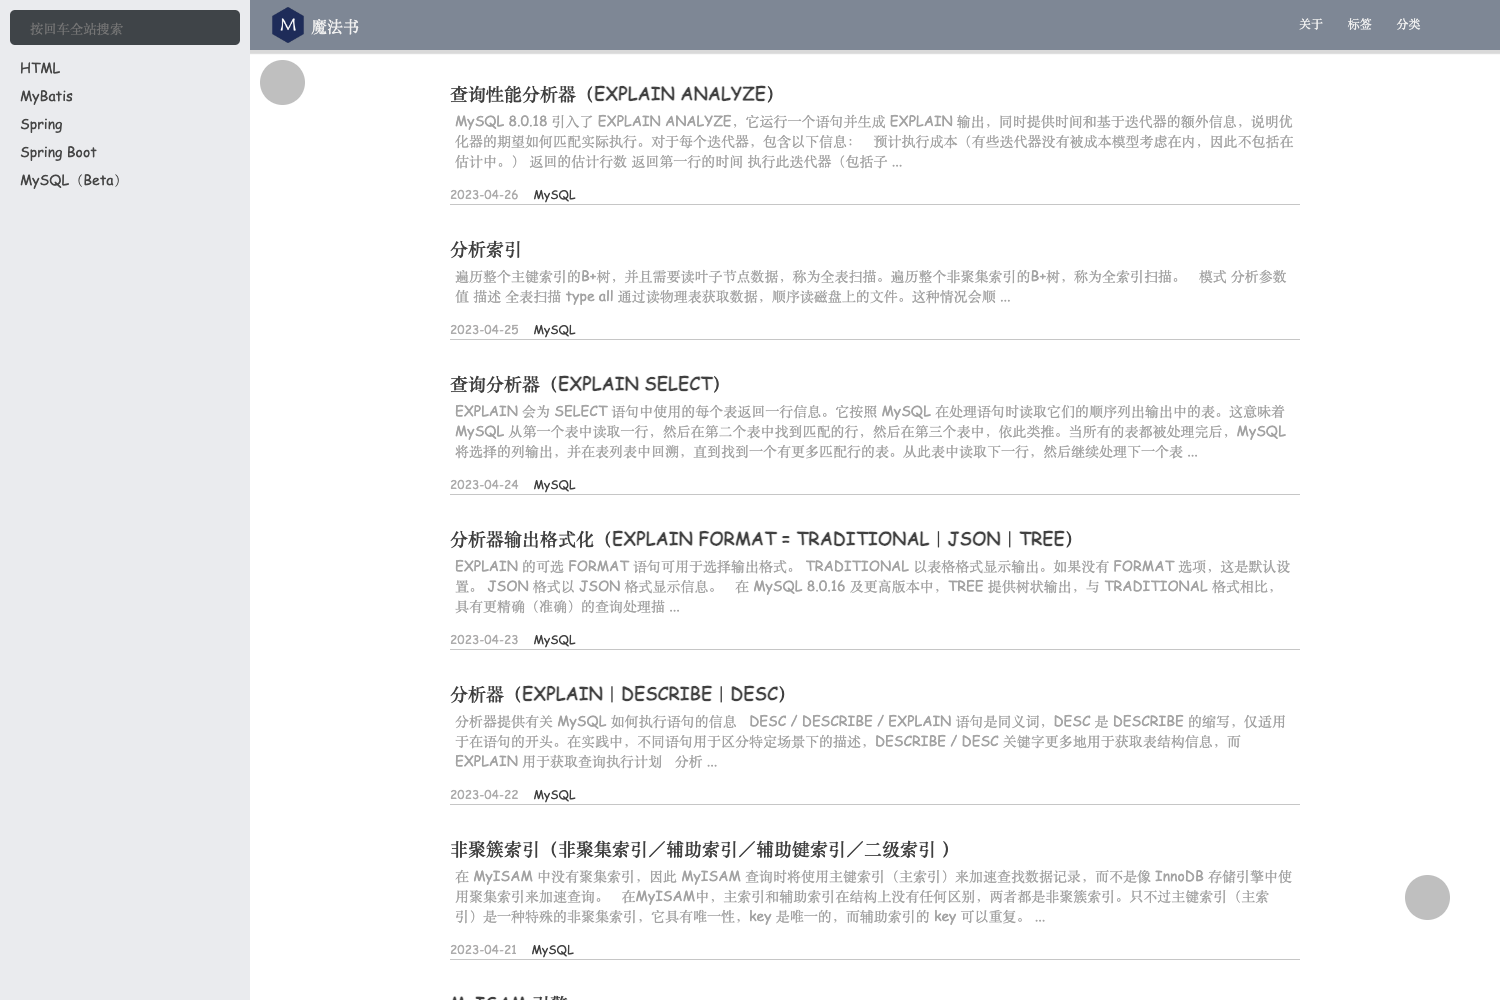 按回车全站搜索
HTML
MyBatis
Spring
Spring Boot
MySQL（Beta）
M 魔法书
关于 标签 分类
查询性能分析器（EXPLAIN ANALYZE）
MySQL 8.0.18 引入了 EXPLAIN ANALYZE，它运行一个语句并生成 EXPLAIN 输出，同时提供时间和基于迭代器的额外信息，说明优
化器的期望如何匹配实际执行。对于每个迭代器，包含以下信息： 预计执行成本（有些迭代器没有被成本模型考虑在内，因此不包括在
估计中。） 返回的估计行数 返回第一行的时间 执行此迭代器（包括子 ...
2023-04-26 MySQL
分析索引
遍历整个主键索引的B+树，并且需要读叶子节点数据，称为全表扫描。遍历整个非聚集索引的B+树，称为全索引扫描。 模式 分析参数
值 描述 全表扫描 type all 通过读物理表获取数据，顺序读磁盘上的文件。这种情况会顺 ...
2023-04-25 MySQL
查询分析器（EXPLAIN SELECT）
EXPLAIN 会为 SELECT 语句中使用的每个表返回一行信息。它按照 MySQL 在处理语句时读取它们的顺序列出输出中的表。这意味着
MySQL 从第一个表中读取一行，然后在第二个表中找到匹配的行，然后在第三个表中，依此类推。当所有的表都被处理完后，MySQL
将选择的列输出，并在表列表中回溯，直到找到一个有更多匹配行的表。从此表中读取下一行，然后继续处理下一个表 ...
2023-04-24 MySQL
分析器输出格式化（EXPLAIN FORMAT = TRADITIONAL | JSON | TREE）
EXPLAIN 的可选 FORMAT 语句可用于选择输出格式。 TRADITIONAL 以表格格式显示输出。如果没有 FORMAT 选项，这是默认设
置。 JSON 格式以 JSON 格式显示信息。 在 MySQL 8.0.16 及更高版本中，TREE 提供树状输出，与 TRADITIONAL 格式相比，
具有更精确（准确）的查询处理描 ...
2023-04-23 MySQL
分析器（EXPLAIN | DESCRIBE | DESC）
分析器提供有关 MySQL 如何执行语句的信息 DESC / DESCRIBE / EXPLAIN 语句是同义词，DESC 是 DESCRIBE 的缩写，仅适用
于在语句的开头。在实践中，不同语句用于区分特定场景下的描述，DESCRIBE / DESC 关键字更多地用于获取表结构信息，而
EXPLAIN 用于获取查询执行计划 分析 ...
2023-04-22 MySQL
非聚簇索引（非聚集索引／辅助索引／辅助键索引／二级索引 ）
在 MyISAM 中没有聚集索引，因此 MyISAM 查询时将使用主键索引（主索引）来加速查找数据记录，而不是像 InnoDB 存储引擎中使
用聚集索引来加速查询。 在MyISAM中，主索引和辅助索引在结构上没有任何区别，两者都是非聚簇索引。只不过主键索引（主索
引）是一种特殊的非聚集索引，它具有唯一性，key 是唯一的，而辅助索引的 key 可以重复。 ...
2023-04-21 MySQL
MyISAM 引擎